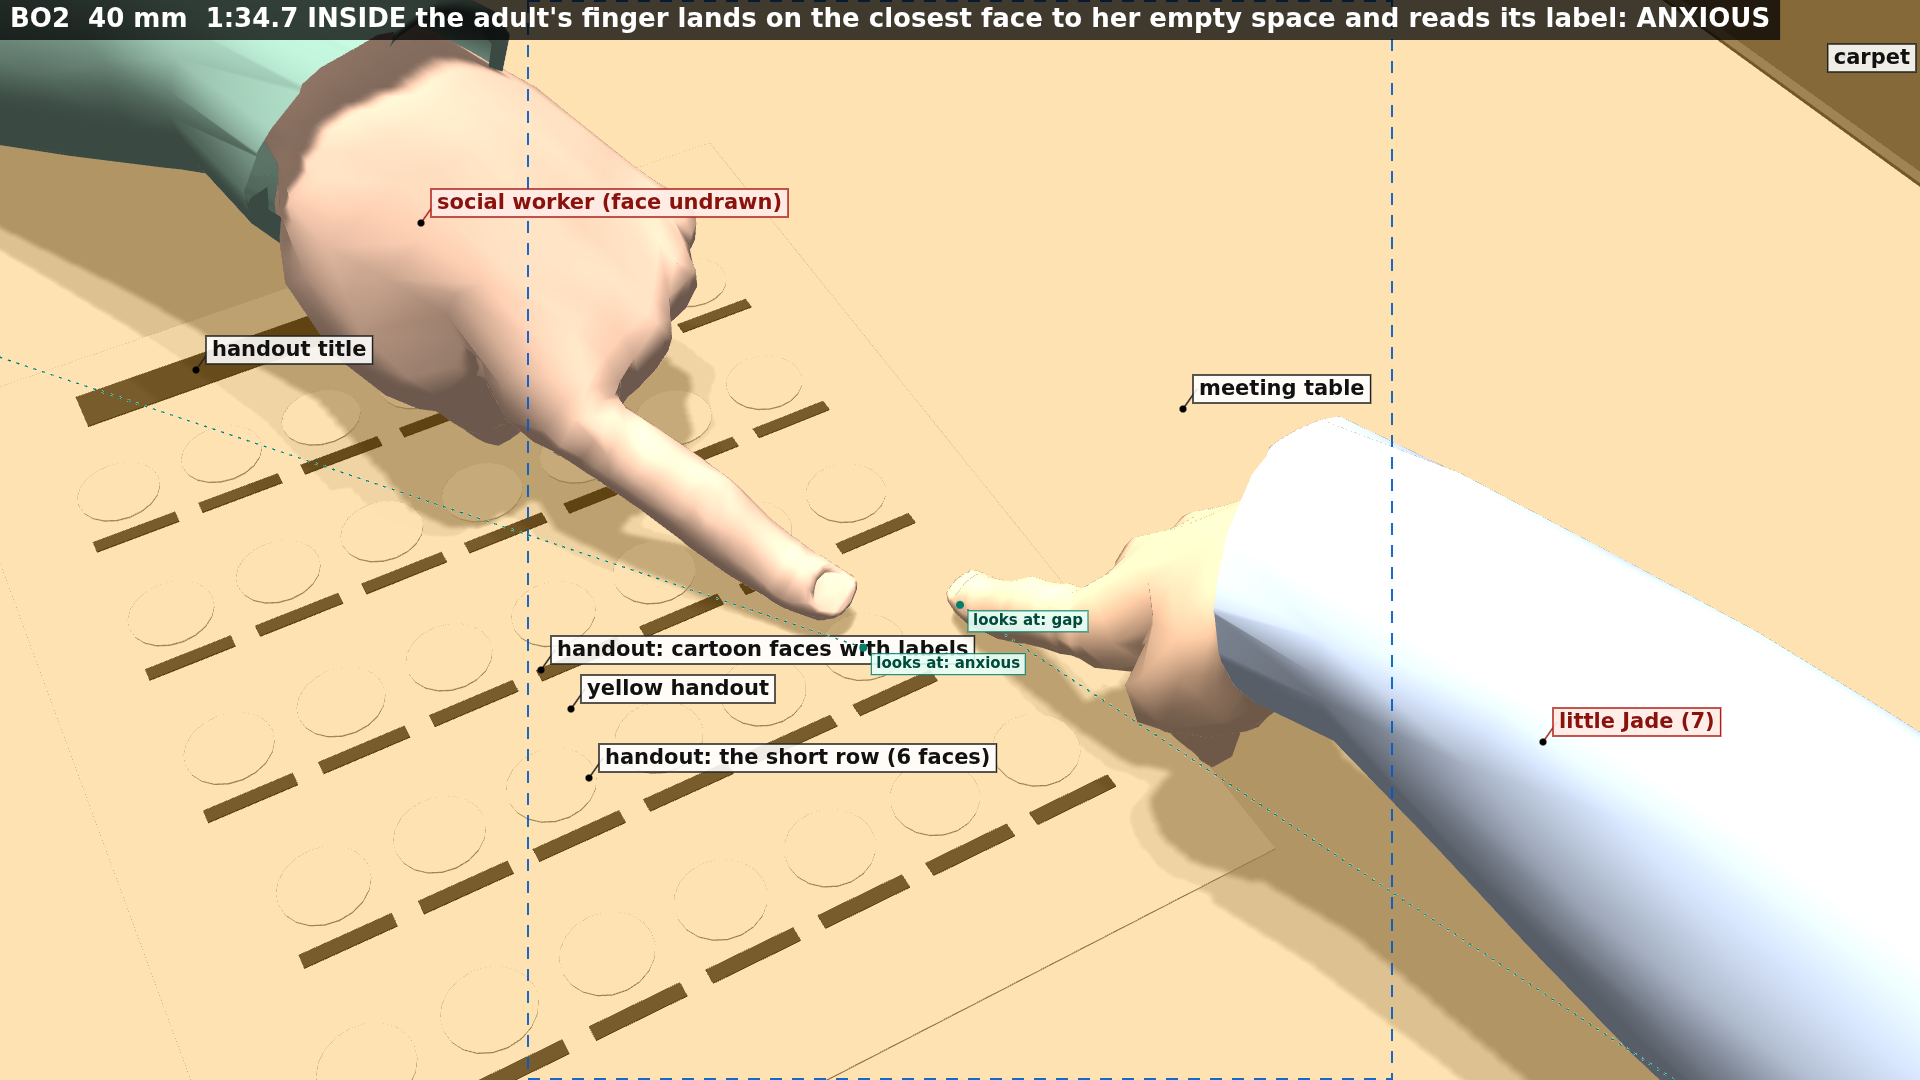 BO2 40 mm 1:34.7 INSIDE the adult's finger lands on the closest face to her empty space and reads its label: ANXIOUS
carpet
social worker (face undrawn)
handout title
meeting table
looks at: gap
handout: cartoon faces with labels
looks at: anxious
yellow handout
little Jade (7)
handout: the short row (6 faces)